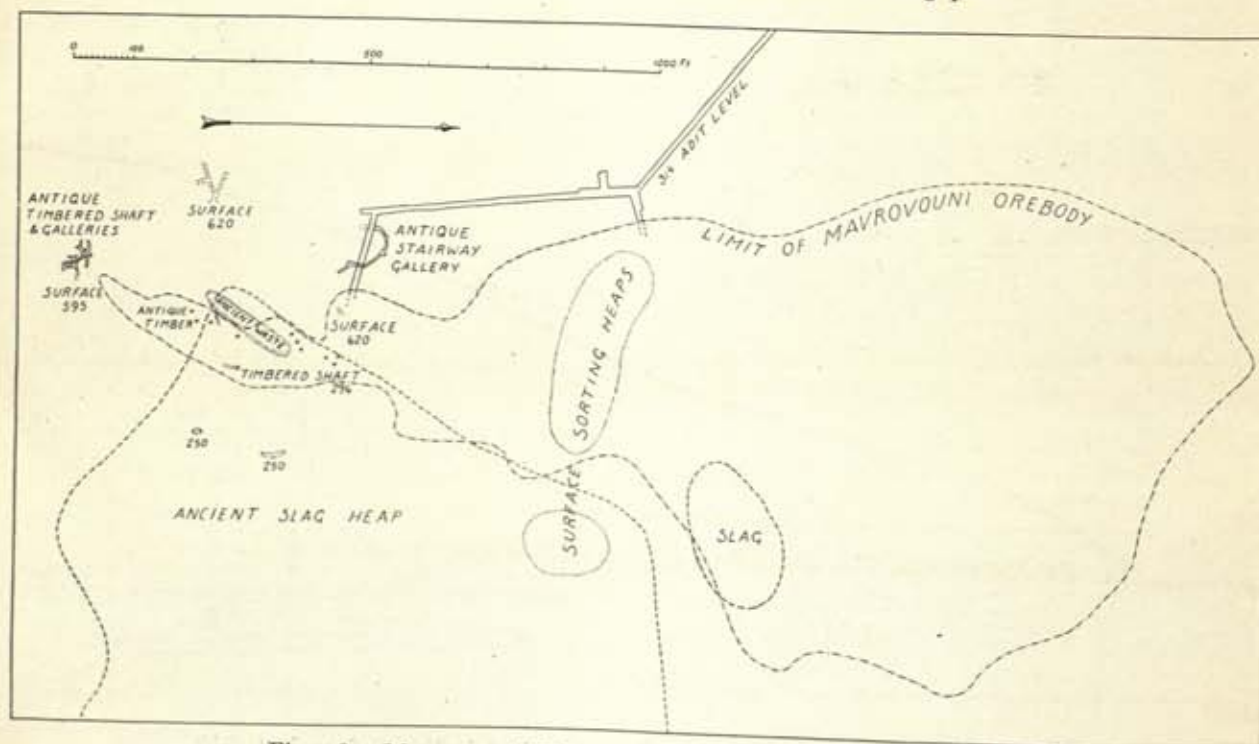 0
100
500
1000 Ft
314 ADIT LEVEL
ANTIQUE
TIMBERED SHAFT
& GALLERIES
SURFACE
620
ANTIQUE
STAIRWAY
GALLERY
LIMIT OF MAVROVOUNI OREBODY
SURFACE
595
ANTIQUE
TIMBER
ANCIENT WASTE
SURFACE
620
TIMBERED SHAFT
SURFACE SORTING HEAPS
250
250
ANCIENT SLAG HEAP
SLAG